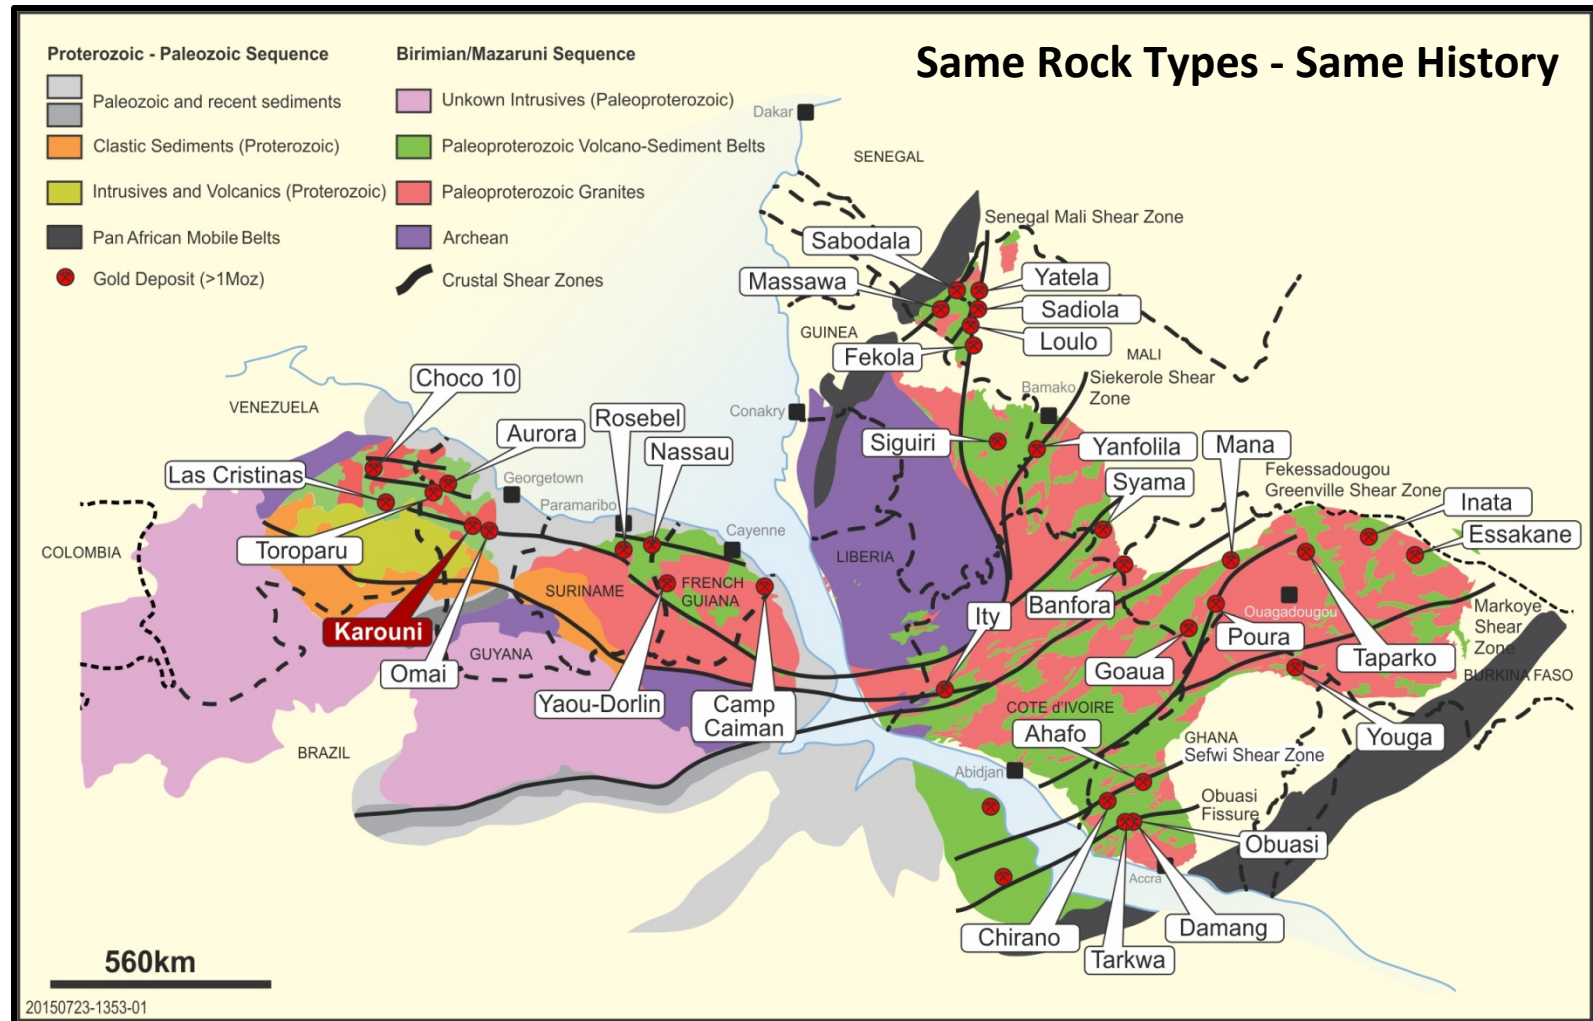 Same Rock Types - Same History
Proterozoic - Paleozoic Sequence
Paleozoic and recent sediments
Clastic Sediments (Proterozoic)
Intrusives and Volcanics (Proterozoic)
Pan African Mobile Belts
Gold Deposit (>1Moz)
Birimian/Mazaruni Sequence
Unkown Intrusives (Paleoproterozoic)
Paleoproterozoic Volcano-Sediment Belts
Paleoproterozoic Granites
Archean
Crustal Shear Zones
Dakar
SENEGAL
Senegal Mali Shear Zone
Sabodala
Massawa
Yatela
Sadiola
Loulo
GUINEA
Fekola
MALI
Siekerole Shear
Zone
Bamako
Conakry
Siguiri
Yanfolila
Mana
Syama
Fekessadougou
Greenville Shear Zone
Inata
Essakane
VENEZUELA
Choco 10
Aurora
Rosebel
Nassau
Las Cristinas
Georgetown
Paramaribo
Cayenne
COLOMBIA
Toroparu
Karouni
Omai
SURINAME
FRENCH
GUIANA
GUYANA
Yaou-Dorlin
Camp
Caiman
BRAZIL
LIBERIA
Ity
Banfora
Ouagadougou
Goaua
Poura
Taparko
Markoye
Shear
Zone
BURKINA FASO
Youga
COTE d'IVOIRE
Ahafo
GHANA
Sefwi Shear Zone
Abidjan
Obuasi
Fissure
Obuasi
Accra
Chirano
Tarkwa
Damang
560km
20150723-1353-01